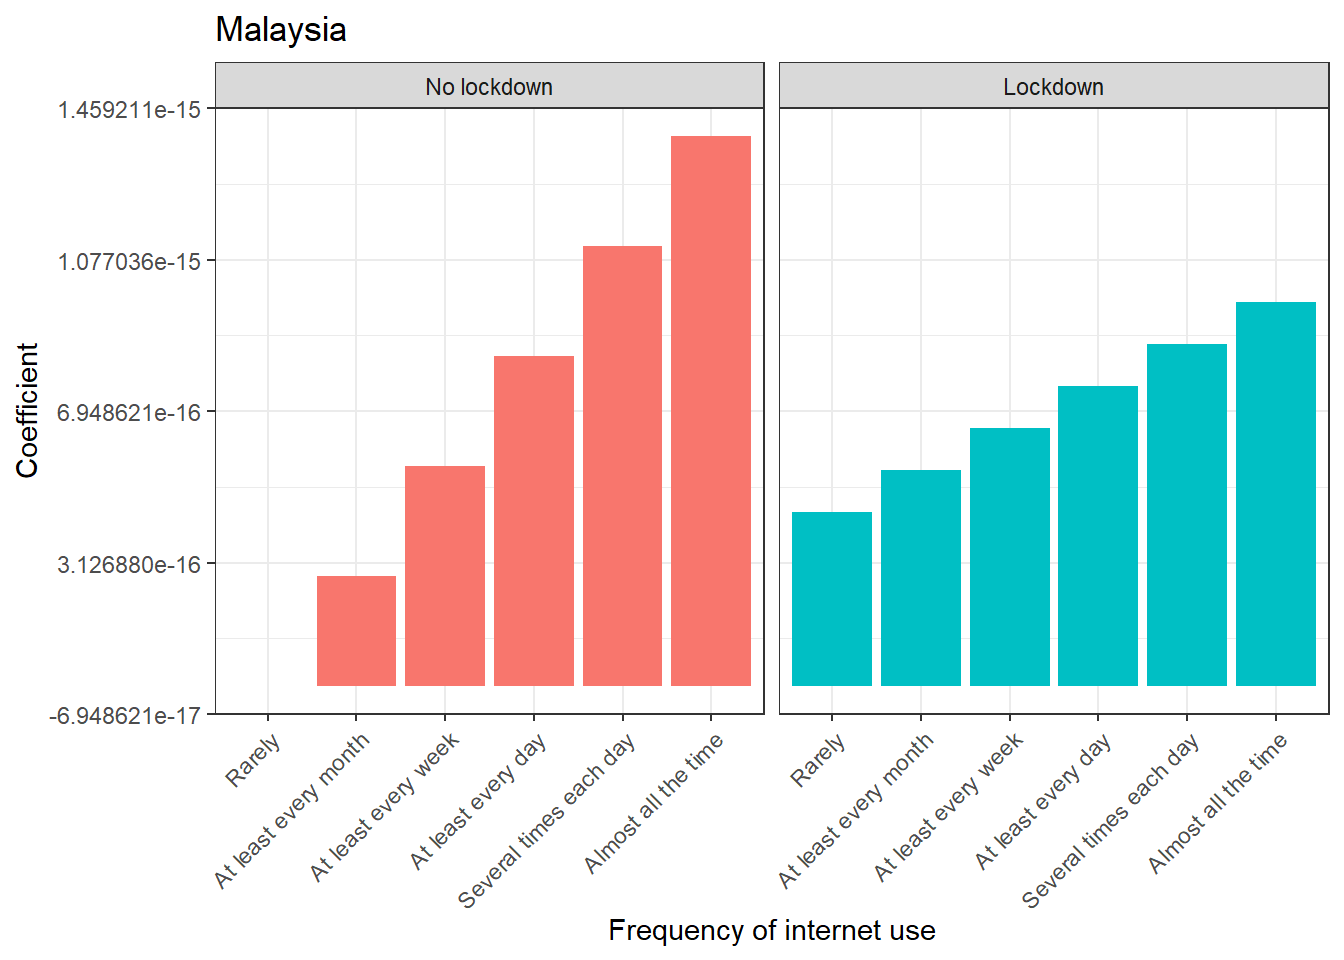 Malaysia
No lockdown
Lockdown
1.459211e-15
1.077036e-15
6.948621e-16
3.126880e-16
-6.948621e-17
Coefficient
Rarely
At least every month
At least every week
At least every day
Several times each day
Almost all the time
Rarely
At least every month
At least every week
At least every day
Several times each day
Almost all the time
Frequency of internet use